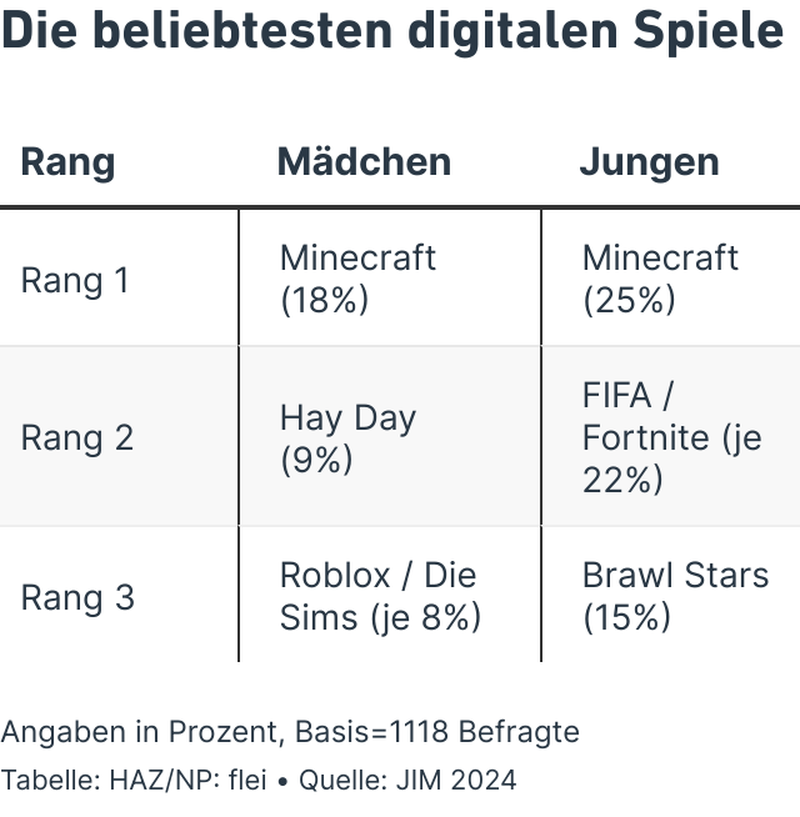 Die beliebtesten digitalen Spiele
Rang Mädchen Jungen
Rang 1
Minecraft
(18%)
Minecraft
(25%)
Rang 2
Hay Day
(9%)
FIFA /
Fortnite (je
22%)
Rang 3
Roblox / Die
Sims (je 8%)
Brawl Stars
(15%)
Angaben in Prozent, Basis=1118 Befragte
Tabelle: HAZ/NP: flei • Quelle: JIM 2024